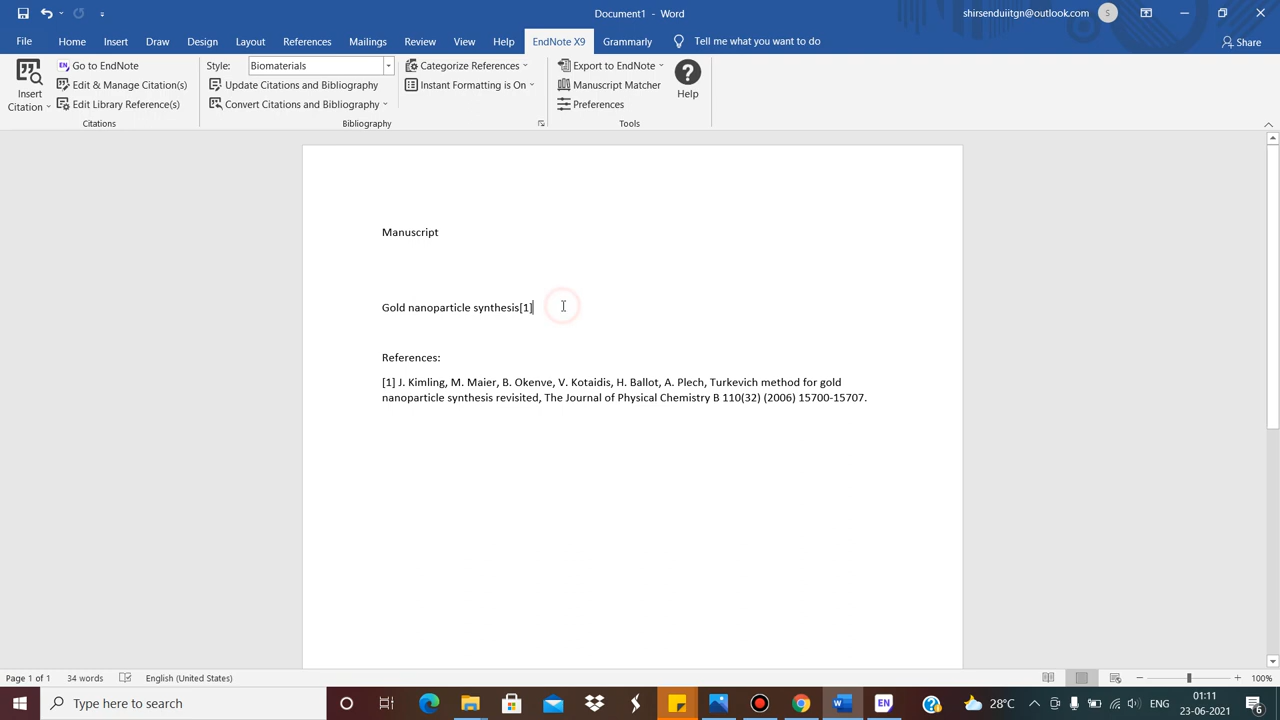 Document1 - Word
shirsenduiitgn@outlook.com S
File Home Insert Draw Design Layout References Mailings Review View Help EndNote X9 Grammarly Tell me what you want to do Share
EN Go to EndNote Style: Biomaterials Categorize References Export to EndNote
Edit & Manage Citation(s) Update Citations and Bibliography Instant Formatting is On Manuscript Matcher
Insert Citation Edit Library Reference(s) Convert Citations and Bibliography Preferences Help
Citations Bibliography Tools
Manuscript
Gold nanoparticle synthesis[1]
References:
[1] J. Kimling, M. Maier, B. Okenve, V. Kotaidis, H. Ballot, A. Plech, Turkevich method for gold
nanoparticle synthesis revisited, The Journal of Physical Chemistry B 110(32) (2006) 15700-15707.
Page 1 of 1 34 words English (United States) 100%
Type here to search W EN 28°C ENG 01:11
23-06-2021 6